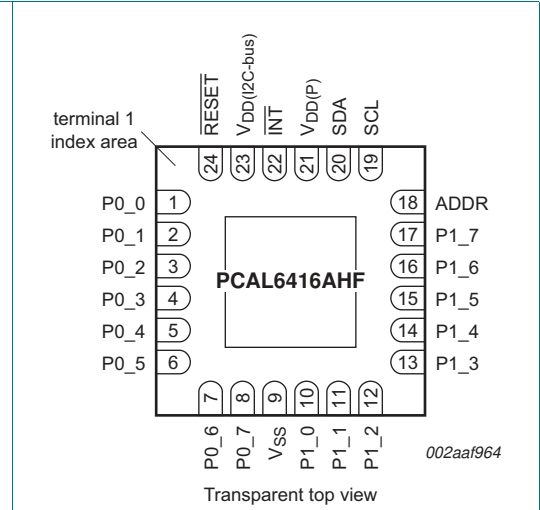 RESET
VDD(I2C-bus)
INT
VDD(P)
SDA
SCL
terminal 1
index area
24
23
22
21
20
19
P0_0 1
18 ADDR
P0_1 2
17 P1_7
P0_2 3
16 P1_6
PCAL6416AHF
P0_3 4
15 P1_5
P0_4 5
14 P1_4
P0_5 6
13 P1_3
7
8
9
10
11
12
P0_6
P0_7
VSS
P1_0
P1_1
P1_2
002aaf964
Transparent top view